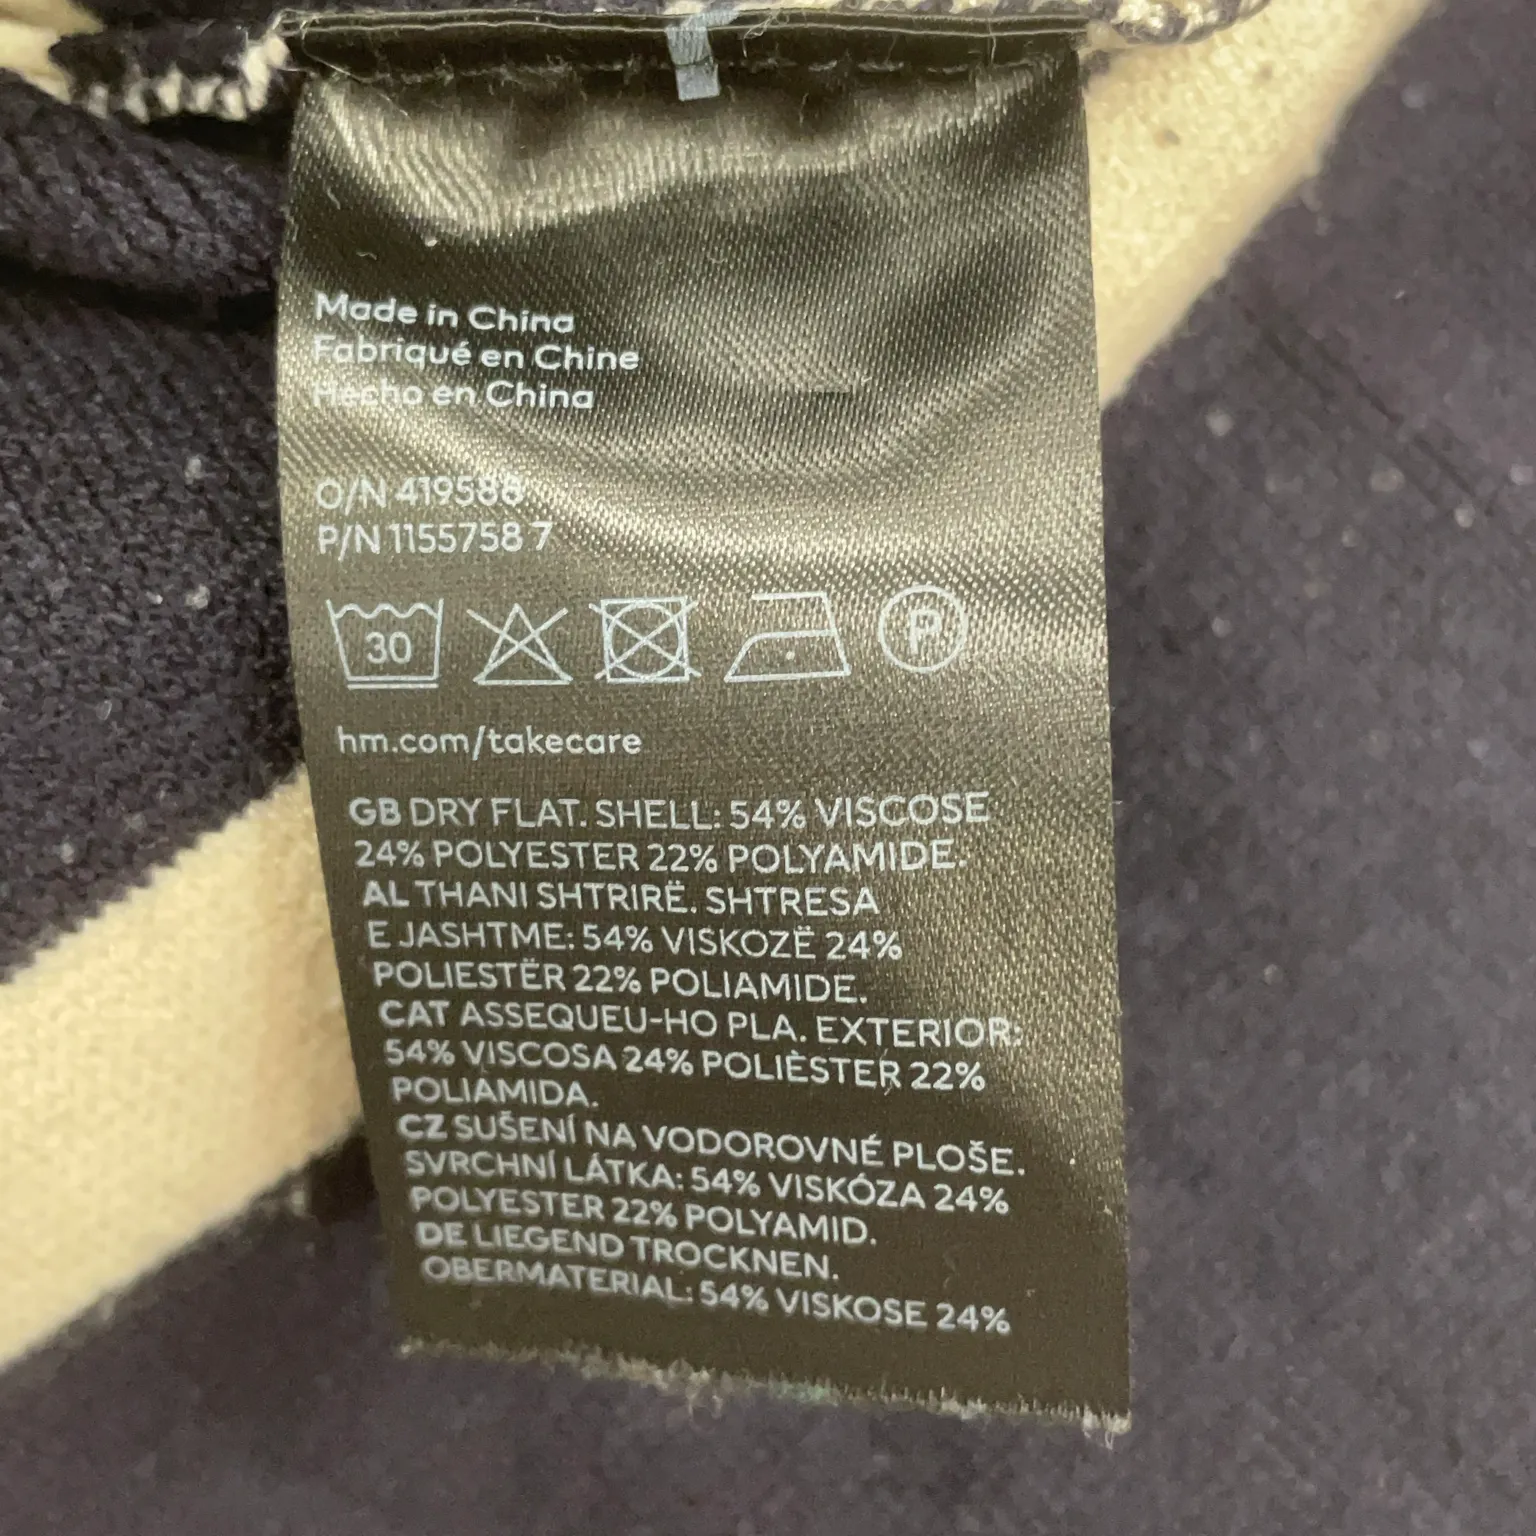 Made in China
Fabriqué en Chine
Hecho en China
O/N 419588
P/N 1155758 7
30
P
hm.com/takecare
GB DRY FLAT. SHELL: 54% VISCOSE
24% POLYESTER 22% POLYAMIDE.
AL THANI SHTRIRË. SHTRESA
E JASHTME: 54% VISKOZË 24%
POLIESTËR 22% POLIAMIDE.
CAT ASSEQUEU-HO PLA. EXTERIOR:
54% VISCOSA 24% POLIÈSTER 22%
POLIAMIDA.
CZ SUŠENÍ NA VODOROVNÉ PLOŠE.
SVRCHNÍ LÁTKA: 54% VISKÓZA 24%
POLYESTER 22% POLYAMID.
DE LIEGEND TROCKNEN.
OBERMATERIAL: 54% VISKOSE 24%